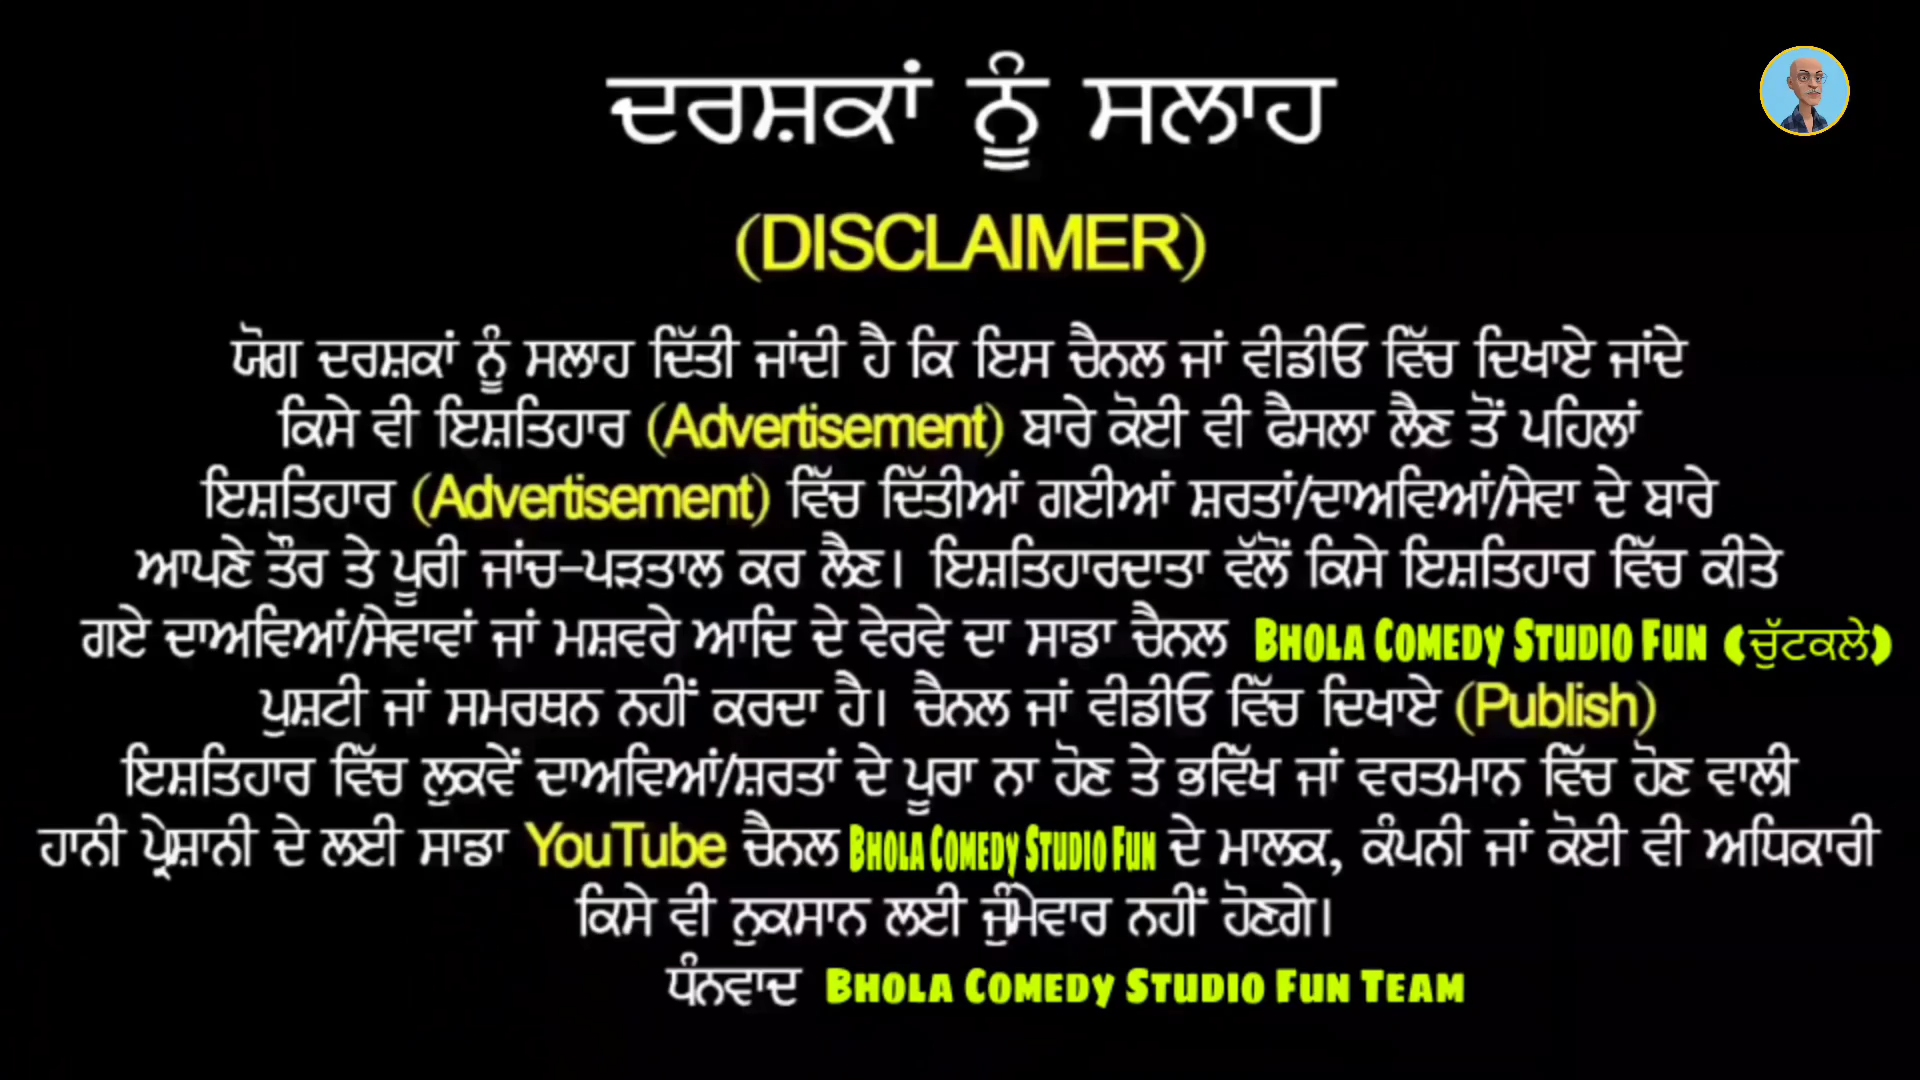 ਦਰਸ਼ਕਾਂ ਨੂੰ ਸਲਾਹ
(DISCLAIMER)
ਯੋਗ ਦਰਸ਼ਕਾਂ ਨੂੰ ਸਲਾਹ ਦਿੱਤੀ ਜਾਂਦੀ ਹੈ ਕਿ ਇਸ ਚੈਨਲ ਜਾਂ ਵੀਡੀਓ ਵਿੱਚ ਦਿਖਾਏ ਜਾਂਦੇ
ਕਿਸੇ ਵੀ ਇਸ਼ਤਿਹਾਰ (Advertisement) ਬਾਰੇ ਕੋਈ ਵੀ ਫੈਸਲਾ ਲੈਣ ਤੋਂ ਪਹਿਲਾਂ
ਇਸ਼ਤਿਹਾਰ (Advertisement) ਵਿੱਚ ਦਿੱਤੀਆਂ ਗਈਆਂ ਸ਼ਰਤਾਂ/ਦਾਅਵਿਆਂ/ਸੇਵਾ ਦੇ ਬਾਰੇ
ਆਪਣੇ ਤੌਰ ਤੇ ਪੂਰੀ ਜਾਂਚ-ਪੜਤਾਲ ਕਰ ਲੈਣ। ਇਸ਼ਤਿਹਾਰਦਾਤਾ ਵੱਲੋਂ ਕਿਸੇ ਇਸ਼ਤਿਹਾਰ ਵਿੱਚ ਕੀਤੇ
ਗਏ ਦਾਅਵਿਆਂ/ਸੇਵਾਵਾਂ ਜਾਂ ਮਸ਼ਵਰੇ ਆਦਿ ਦੇ ਵੇਰਵੇ ਦਾ ਸਾਡਾ ਚੈਨਲ BHOLA COMEDY STUDIO FUN (ਚੁੱਟਕਲੇ)
ਪੁਸ਼ਟੀ ਜਾਂ ਸਮਰਥਨ ਨਹੀਂ ਕਰਦਾ ਹੈ। ਚੈਨਲ ਜਾਂ ਵੀਡੀਓ ਵਿੱਚ ਦਿਖਾਏ (Publish)
ਇਸ਼ਤਿਹਾਰ ਵਿੱਚ ਲੁਕਵੇਂ ਦਾਅਵਿਆਂ/ਸ਼ਰਤਾਂ ਦੇ ਪੂਰਾ ਨਾ ਹੋਣ ਤੇ ਭਵਿੱਖ ਜਾਂ ਵਰਤਮਾਨ ਵਿੱਚ ਹੋਣ ਵਾਲੀ
ਹਾਨੀ ਪ੍ਰੇਸ਼ਾਨੀ ਦੇ ਲਈ ਸਾਡਾ YouTube ਚੈਨਲ BHOLA COMEDY STUDIO FUN ਦੇ ਮਾਲਕ, ਕੰਪਨੀ ਜਾਂ ਕੋਈ ਵੀ ਅਧਿਕਾਰੀ
ਕਿਸੇ ਵੀ ਨੁਕਸਾਨ ਲਈ ਜੁੰਮੇਵਾਰ ਨਹੀਂ ਹੋਣਗੇ।
ਧੰਨਵਾਦ BHOLA COMEDY STUDIO FUN TEAM